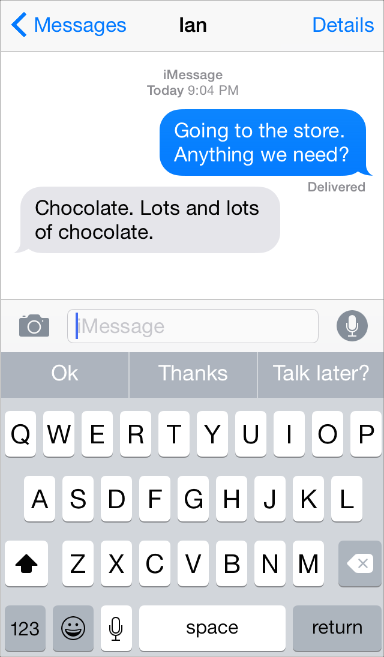 Messages Ian Details
iMessage
Today 9:04 PM
Going to the store.
Anything we need?
Delivered
Chocolate. Lots and lots
of chocolate.
iMessage
Ok Thanks Talk later?
Q W E R T Y U I O P
A S D F G H J K L
Z X C V B N M
123 space return